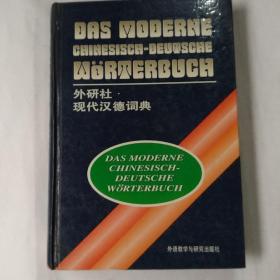 DAS MODERNE
CHINESISCH-DEUTSCHE
WÖRTERBUCH
外研社·
现代汉德词典
DAS MODERNE
CHINESISCH-
DEUTSCHE
WÖRTERBUCH
外语教学与研究出版社